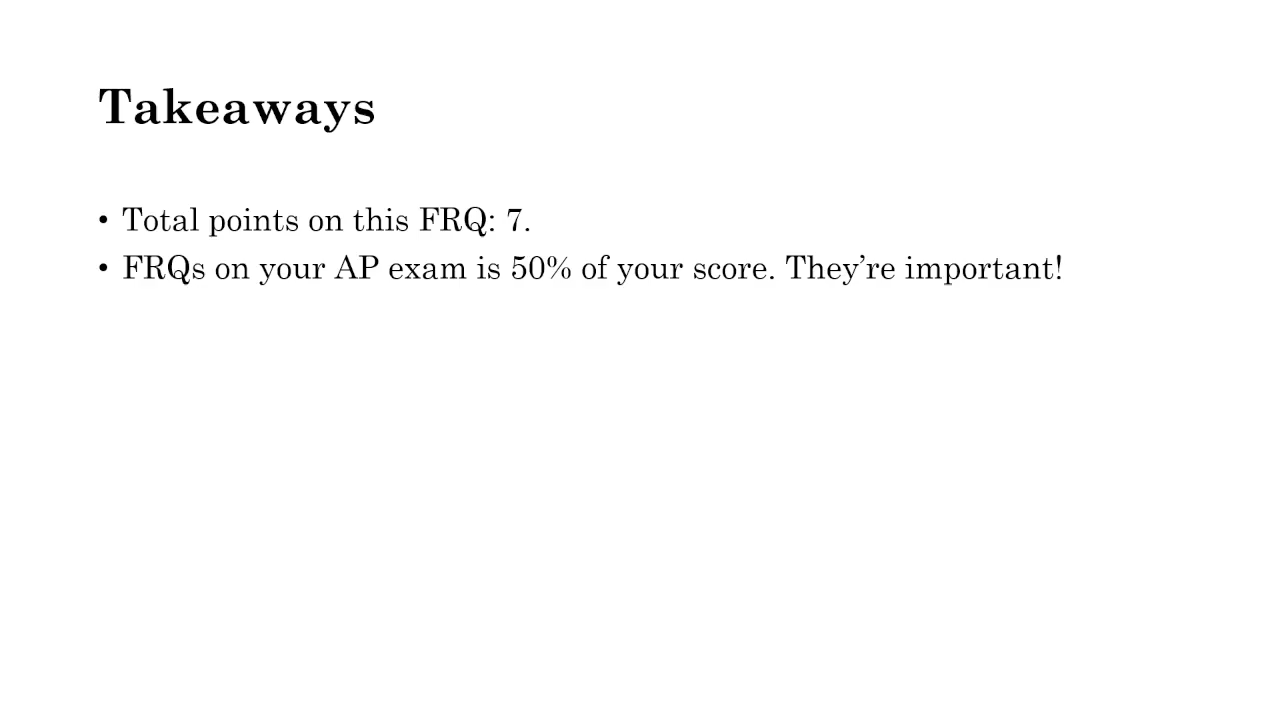 Takeaways
• Total points on this FRQ: 7.
• FRQs on your AP exam is 50% of your score. They’re important!